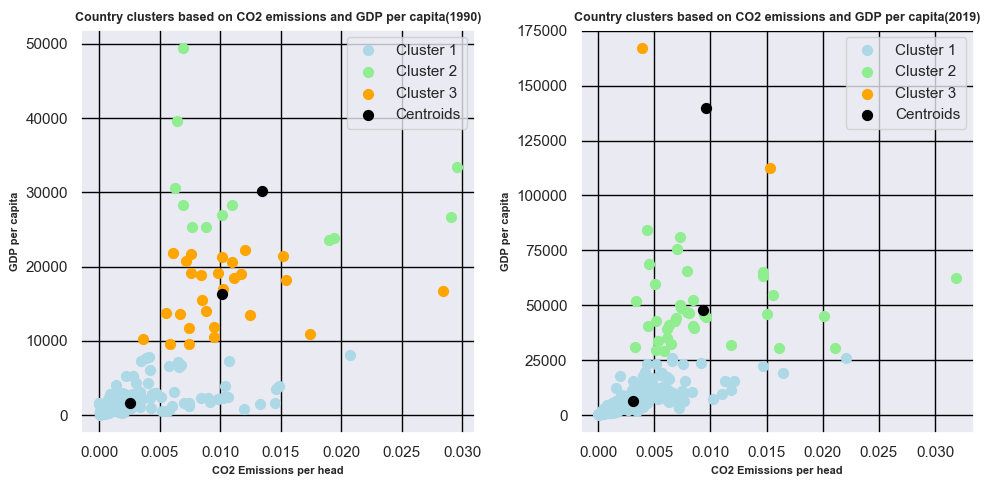 Country clusters based on CO2 emissions and GDP per capita(1990)
50000
40000
30000
20000
10000
0
GDP per capita
Cluster 1
Cluster 2
Cluster 3
Centroids
0.000 0.005 0.010 0.015 0.020 0.025 0.030
CO2 Emissions per head
Country clusters based on CO2 emissions and GDP per capita(2019)
175000
150000
125000
100000
75000
50000
25000
0
GDP per capita
Cluster 1
Cluster 2
Cluster 3
Centroids
0.000 0.005 0.010 0.015 0.020 0.025 0.030
CO2 Emissions per head